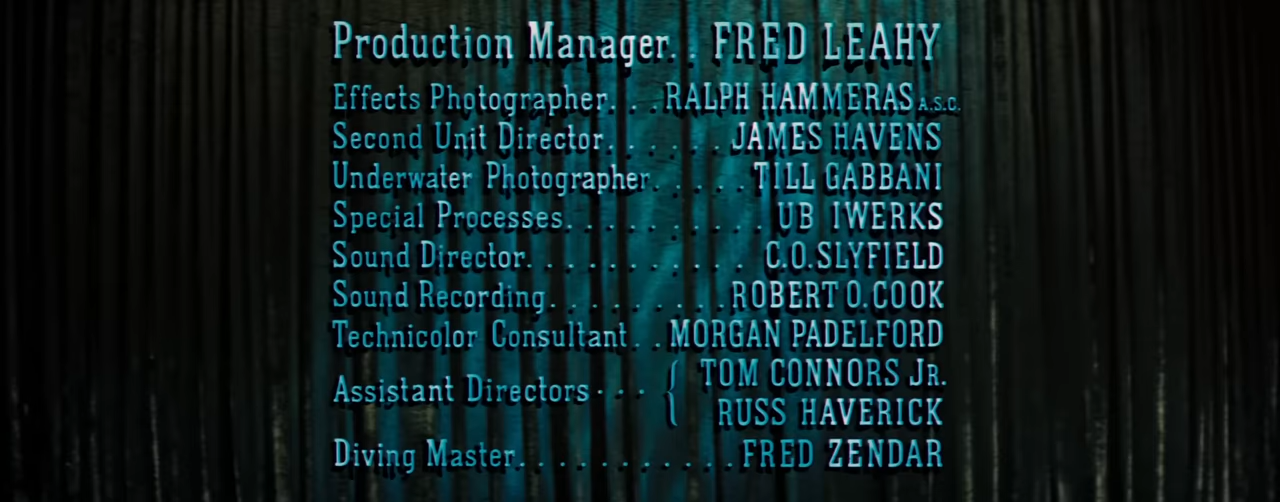 Production Manager. . FRED LEAHY
Effects Photographer. . . RALPH HAMMERAS A.S.C.
Second Unit Director. . . . . . JAMES HAVENS
Underwater Photographer. . . . . TILL GABBANI
Special Processes. . . . . . . . . . UB IWERKS
Sound Director. . . . . . . . . . C.O.SLYFIELD
Sound Recording. . . . . . . . . ROBERT O.COOK
Technicolor Consultant. . MORGAN PADELFORD
Assistant Directors . . . { TOM CONNORS JR.
RUSS HAVERICK
Diving Master. . . . . . . . . . . FRED ZENDAR